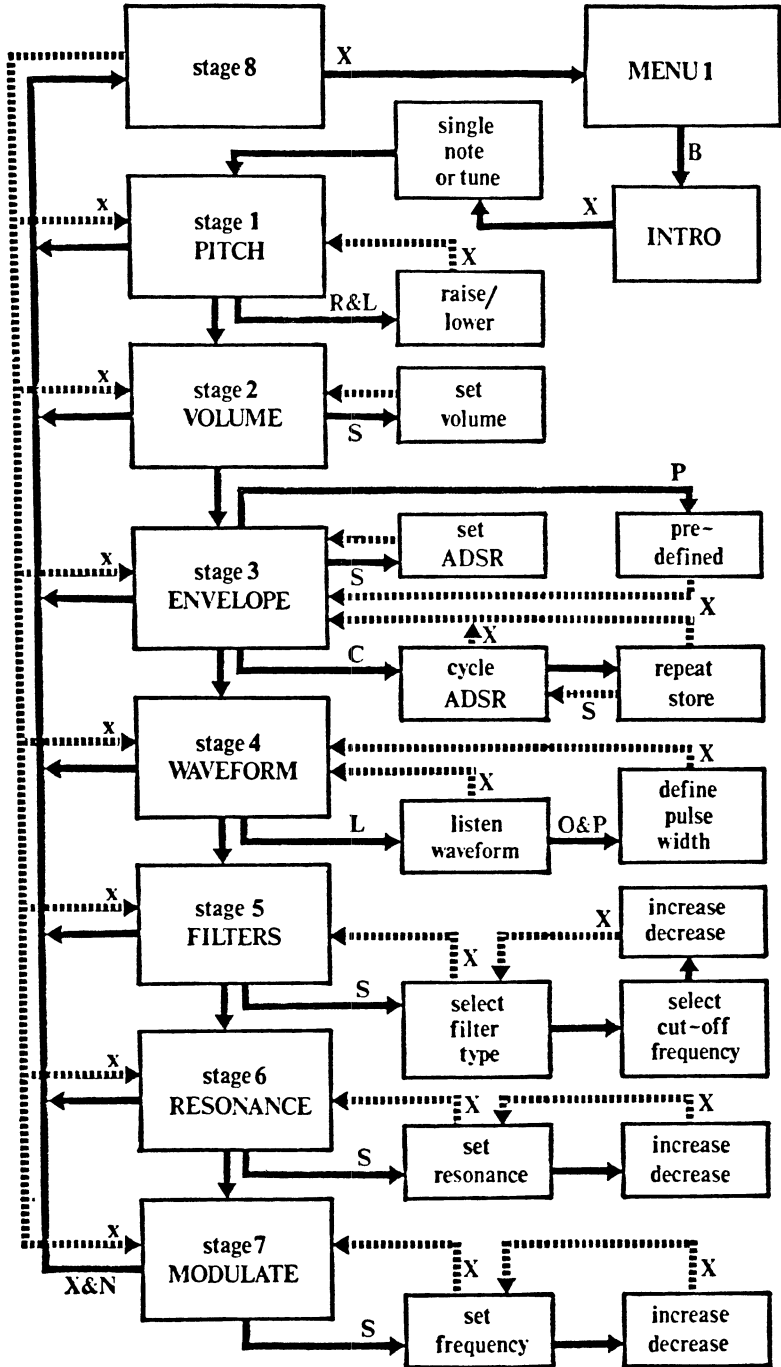 stage 8
X
MENU 1
B
single
note
or tune
X
INTRO
x
stage 1
PITCH
X
R&L
raise/
lower
x
stage 2
VOLUME
S
set
volume
P
x
stage 3
ENVELOPE
S
set
ADSR
pre-
defined
X
C
X
cycle
ADSR
S
repeat
store
x
stage 4
WAVEFORM
X
X
L
listen
waveform
O&P
define
pulse
width
x
stage 5
FILTERS
X
X
increase
decrease
S
select
filter
type
select
cut-off
frequency
x
stage 6
RESONANCE
X
X
S
set
resonance
increase
decrease
x
stage 7
MODULATE
X
X
X&N
S
set
frequency
increase
decrease